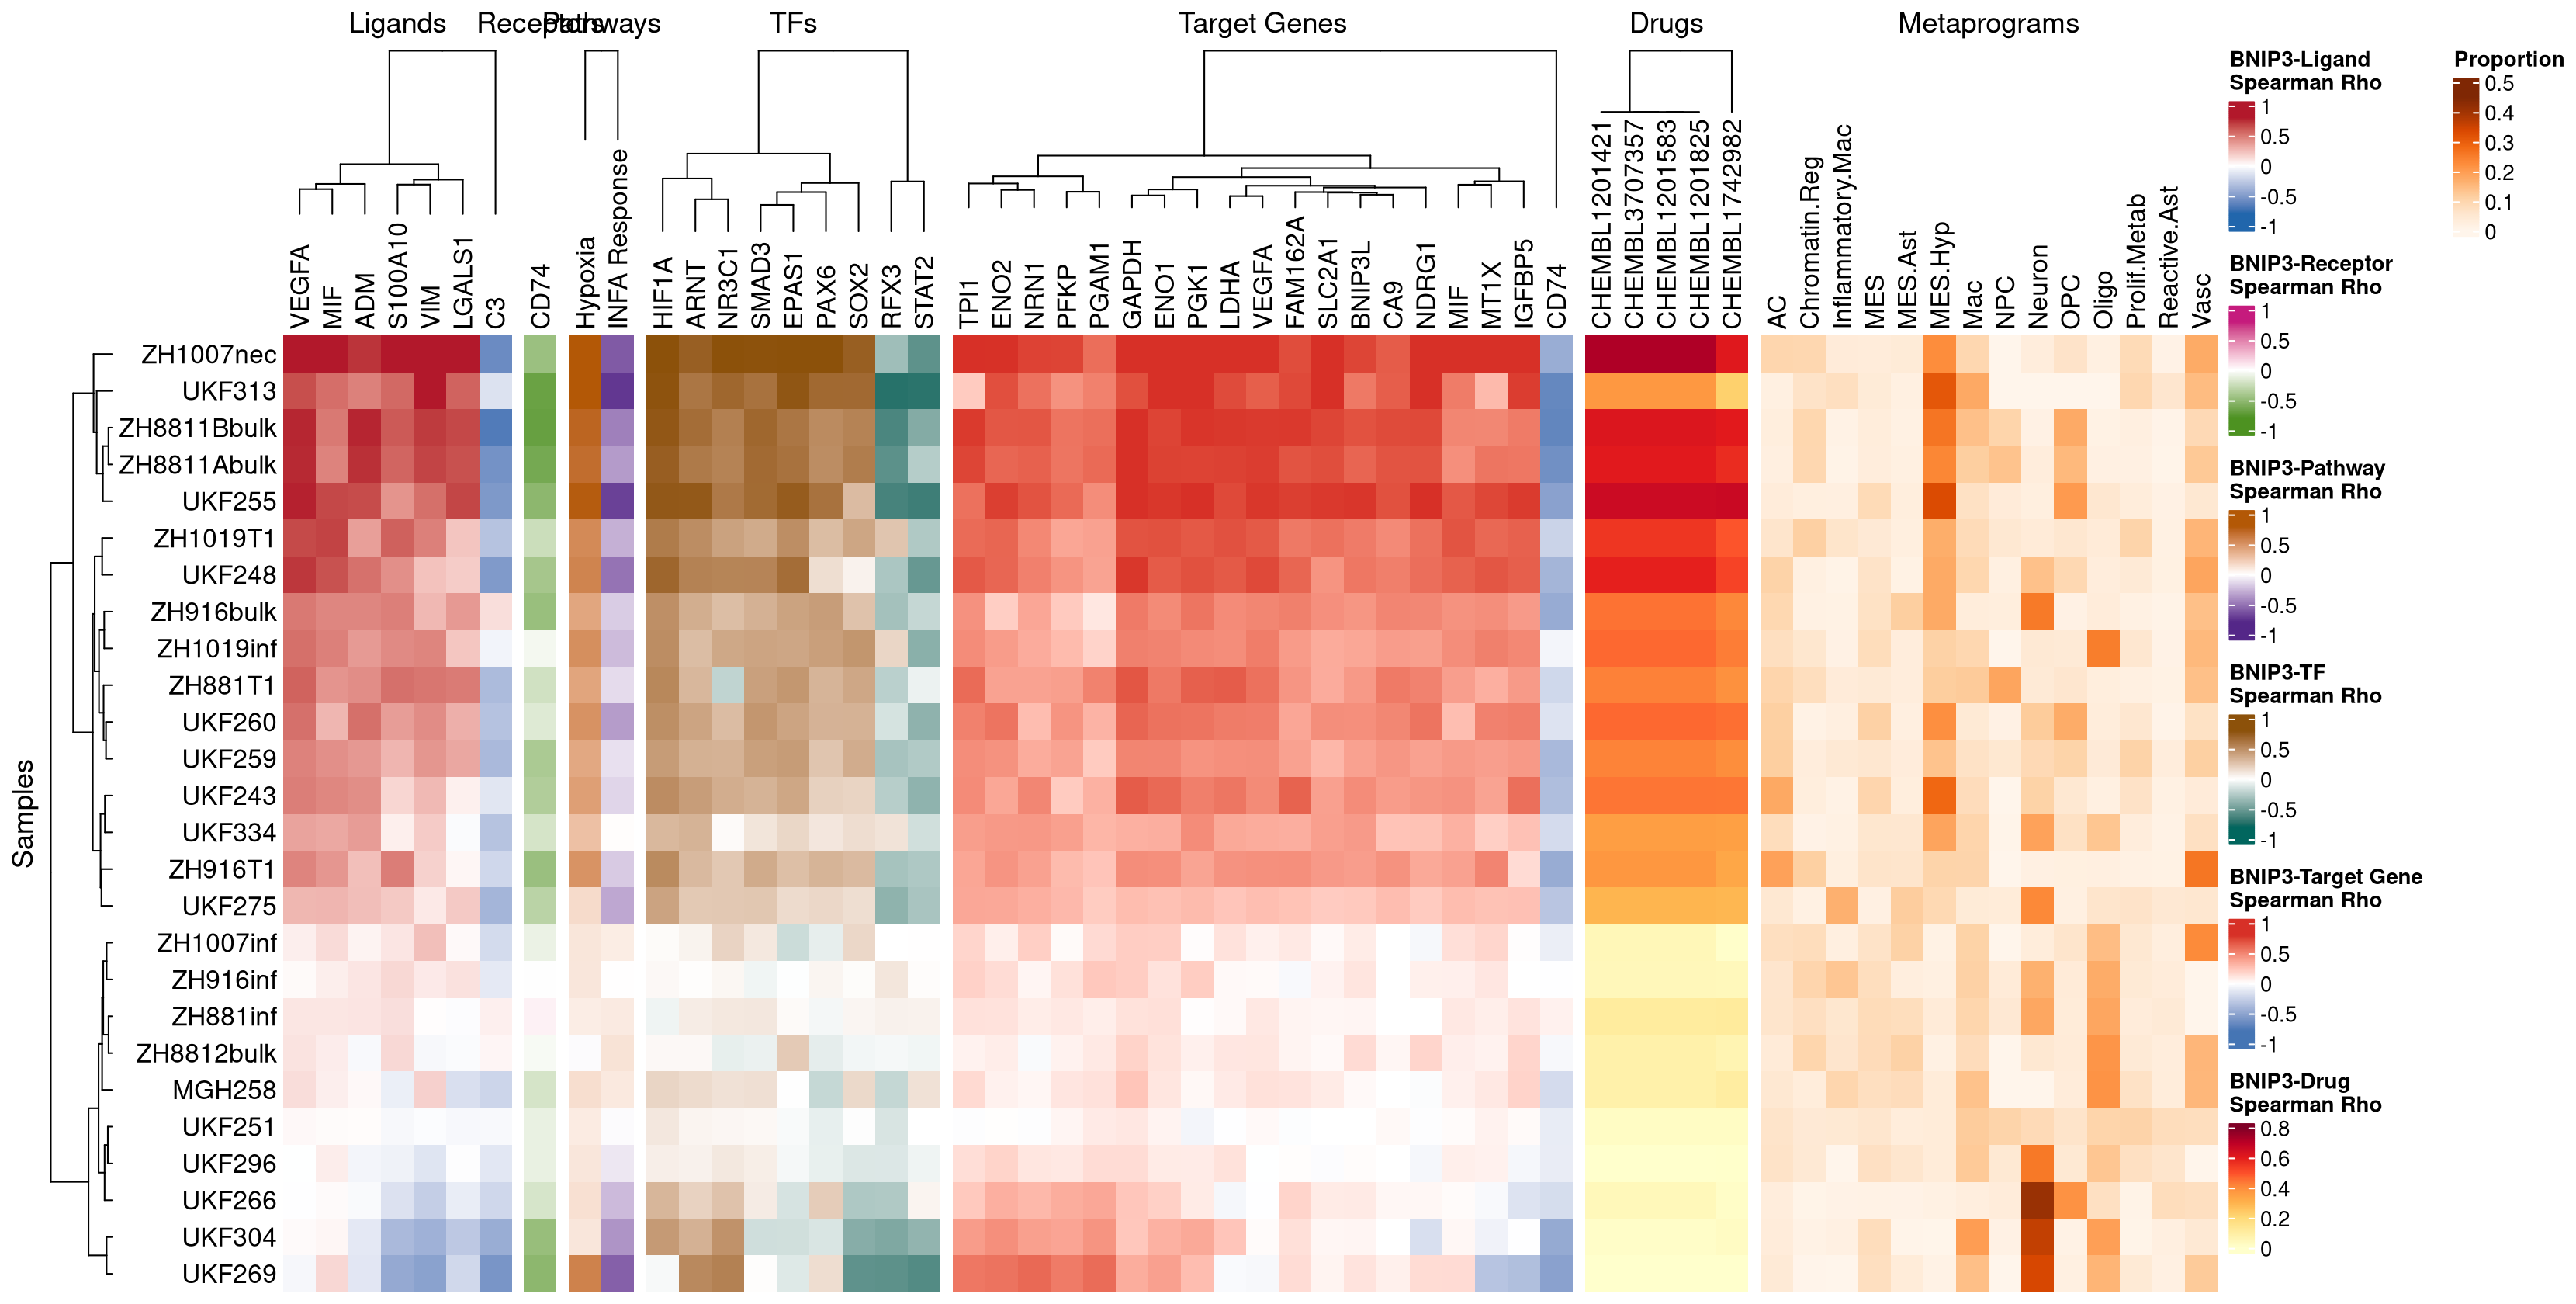 Ligands Receptors Pathways TFs Target Genes Drugs Metaprograms
VEGFA
MIF
ADM
S100A10
VIM
LGALS1
C3
CD74
Hypoxia
INFA Response
HIF1A
ARNT
NR3C1
SMAD3
EPAS1
PAX6
SOX2
RFX3
STAT2
TPI1
ENO2
NRN1
PFKP
PGAM1
GAPDH
ENO1
PGK1
LDHA
VEGFA
FAM162A
SLC2A1
BNIP3L
CA9
NDRG1
MIF
MT1X
IGFBP5
CD74
CHEMBL1201421
CHEMBL3707357
CHEMBL1201583
CHEMBL1201825
CHEMBL1742982
AC
Chromatin.Reg
Inflammatory.Mac
MES
MES.Ast
MES.Hyp
Mac
NPC
Neuron
OPC
Oligo
Prolif.Metab
Reactive.Ast
Vasc
Samples
ZH1007nec
UKF313
ZH8811Bbulk
ZH8811Abulk
UKF255
ZH1019T1
UKF248
ZH916bulk
ZH1019inf
ZH881T1
UKF260
UKF259
UKF243
UKF334
ZH916T1
UKF275
ZH1007inf
ZH916inf
ZH881inf
ZH8812bulk
MGH258
UKF251
UKF296
UKF266
UKF304
UKF269
BNIP3-Ligand
Spearman Rho
1
0.5
0
-0.5
-1
BNIP3-Receptor
Spearman Rho
1
0.5
0
-0.5
-1
BNIP3-Pathway
Spearman Rho
1
0.5
0
-0.5
-1
BNIP3-TF
Spearman Rho
1
0.5
0
-0.5
-1
BNIP3-Target Gene
Spearman Rho
1
0.5
0
-0.5
-1
BNIP3-Drug
Spearman Rho
0.8
0.6
0.4
0.2
0
Proportion
0.5
0.4
0.3
0.2
0.1
0